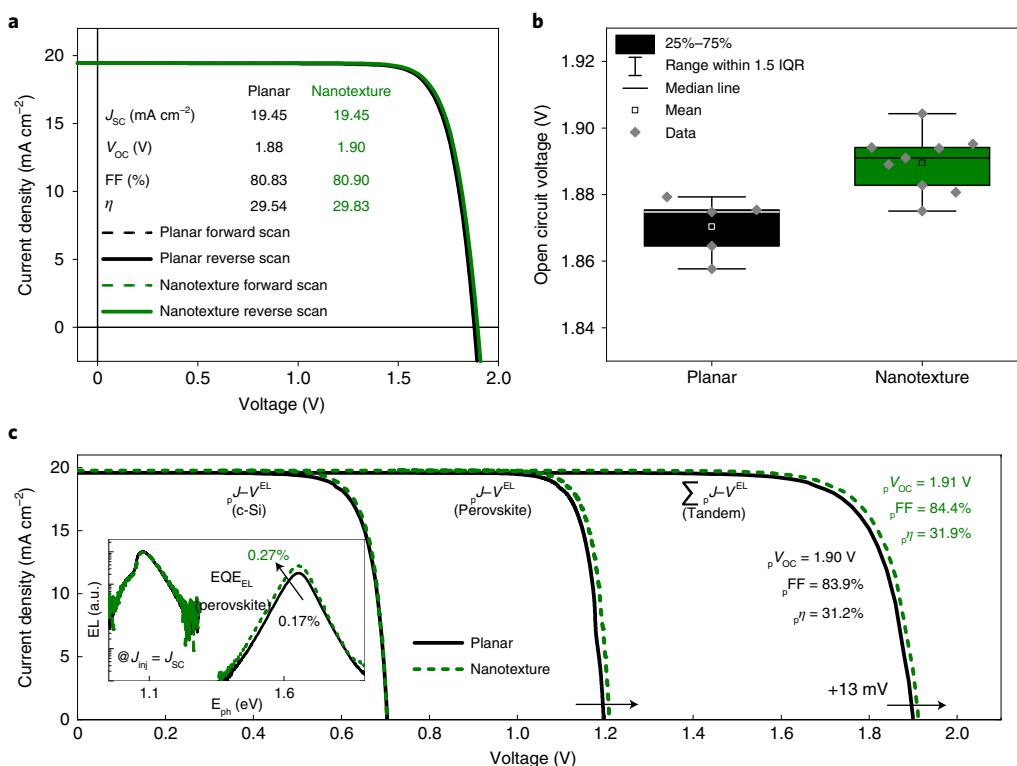 a
20
15
10
5
0
Current density (mA cm⁻²)
Planar Nanotexture
JSC (mA cm⁻²) 19.45 19.45
VOC (V) 1.88 1.90
FF (%) 80.83 80.90
η 29.54 29.83
Planar forward scan
Planar reverse scan
Nanotexture forward scan
Nanotexture reverse scan
0 0.5 1.0 1.5 2.0
Voltage (V)
b
1.92
1.90
1.88
1.86
1.84
Open circuit voltage (V)
25%–75%
Range within 1.5 IQR
Median line
Mean
Data
Planar Nanotexture
c
20
15
10
5
0
Current density (mA cm⁻²)
pJ–V^EL
(c-Si)
pJ–V^EL
(Perovskite)
∑ pJ–V^EL
(Tandem)
pVOC = 1.91 V
pFF = 84.4%
pη = 31.9%
pVOC = 1.90 V
pFF = 83.9%
pη = 31.2%
0.27%
EQE_EL
(perovskite)
0.17%
EL (a.u.)
@Jinj = JSC
1.1 1.6
Eph (eV)
Planar
Nanotexture
+13 mV
0 0.2 0.4 0.6 0.8 1.0 1.2 1.4 1.6 1.8 2.0
Voltage (V)